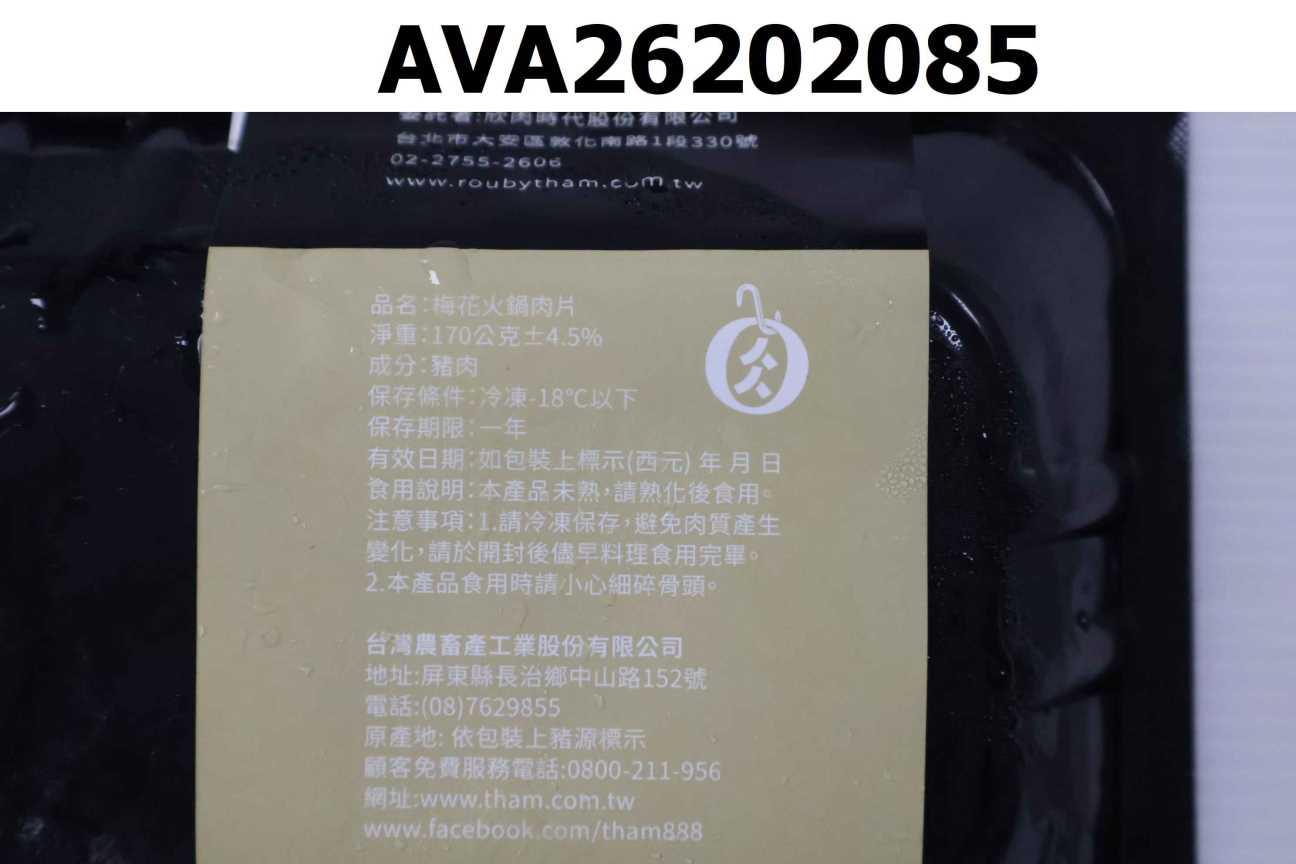 AVA26202085
委託者:欣肉時代股份有限公司
台北市大安區敦化南路1段330號
02-2755-2606
www.roubytham.com.tw
品名:梅花火鍋肉片
淨重:170公克±4.5%
成分:豬肉
保存條件:冷凍-18℃以下
保存期限:一年
有效日期:如包裝上標示(西元) 年 月 日
食用說明:本產品未熟,請熟化後食用。
注意事項:1.請冷凍保存,避免肉質產生
變化,請於開封後儘早料理食用完畢。
2.本產品食用時請小心細碎骨頭。
台灣農畜產工業股份有限公司
地址:屏東縣長治鄉中山路152號
電話:(08)7629855
原產地: 依包裝上豬源標示
顧客免費服務電話:0800-211-956
網址:www.tham.com.tw
www.facebook.com/tham888